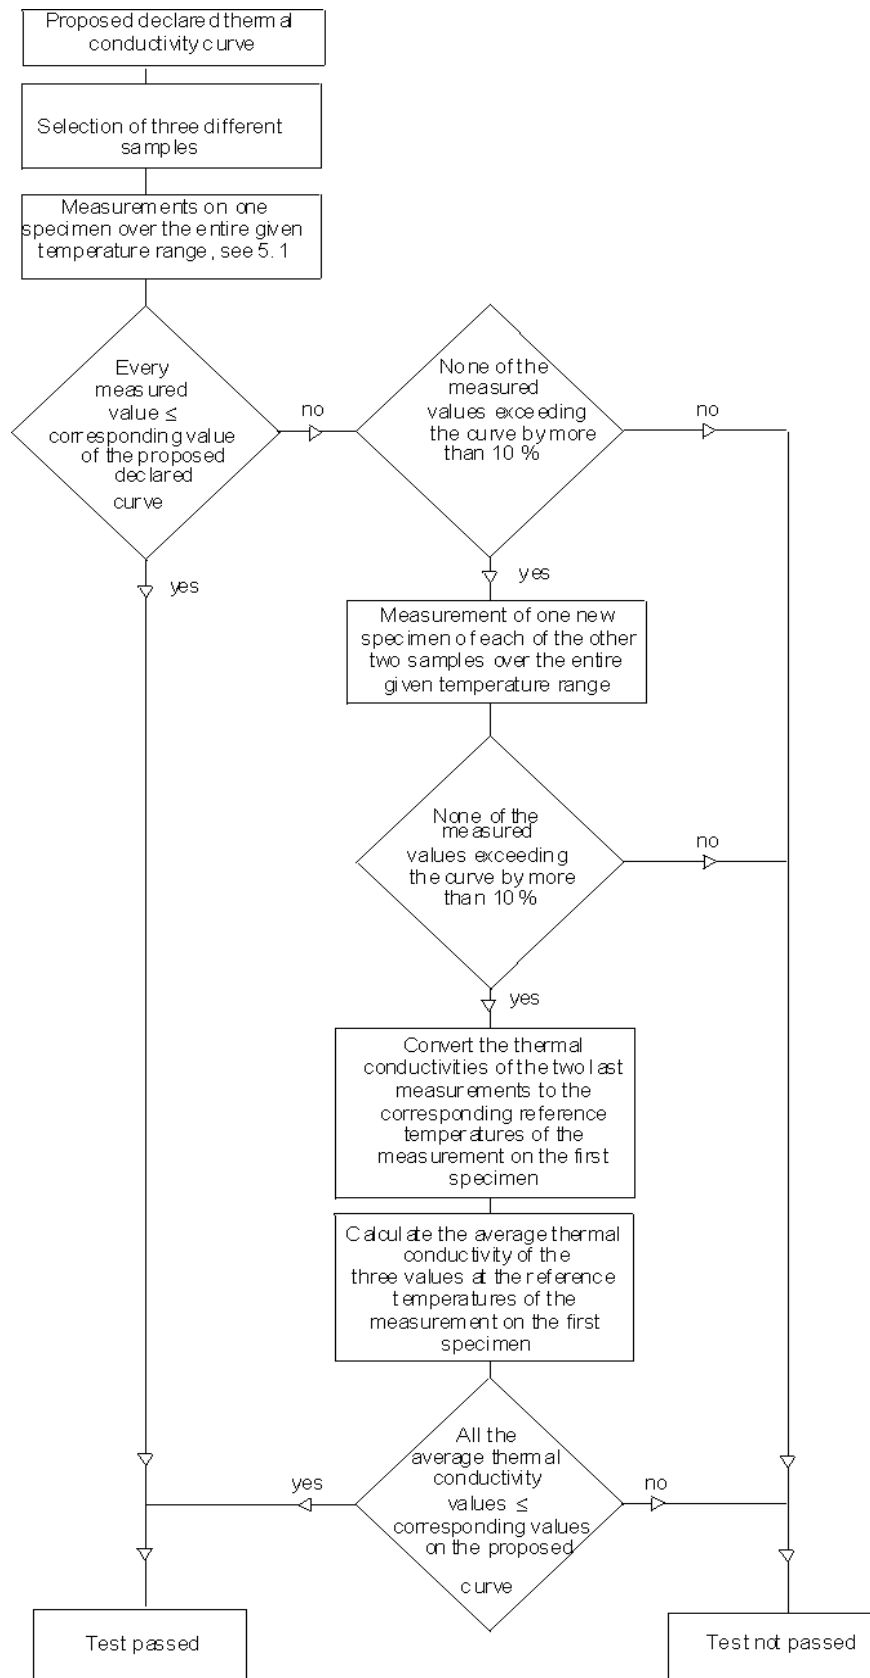 Proposed declared thermal
conductivity curve
Selection of three different
samples
Measurements on one
specimen over the entire given
temperature range, see 5.1
Every
measured
value ≤
corresponding value
of the proposed
declared
curve
no
None of the
measured
values exceeding
the curve by more
than 10 %
no
yes
yes
Measurement of one new
specimen of each of the other
two samples over the entire
given temperature range
None of the
measured
values exceeding
the curve by more
than 10 %
no
yes
Convert the thermal
conductivities of the two last
measurements to the
corresponding reference
temperatures of the
measurement on the first
specimen
Calculate the average thermal
conductivity of the
three values at the reference
temperatures of the
measurement on the first
specimen
All the
average thermal
conductivity
values ≤
corresponding values
on the proposed
curve
yes
no
Test passed
Test not passed